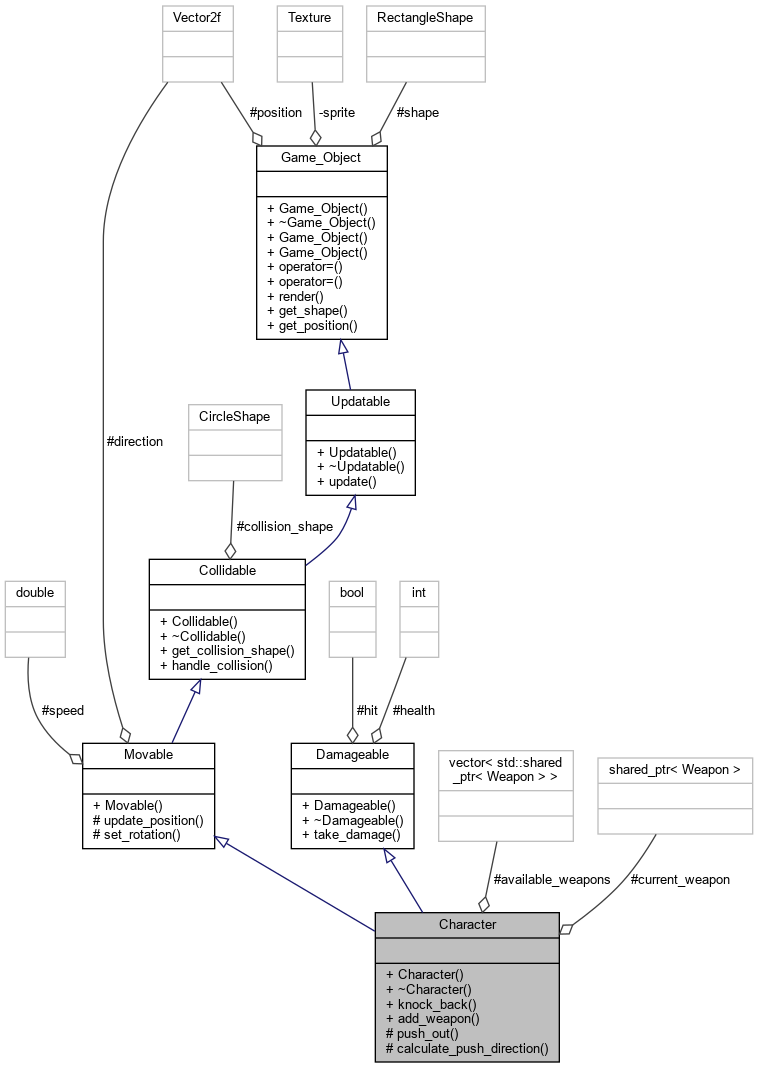 Vector2f
Texture
RectangleShape
#position
-sprite
#shape
Game_Object
+ Game_Object()
+ ~Game_Object()
+ Game_Object()
+ Game_Object()
+ operator=()
+ operator=()
+ render()
+ get_shape()
+ get_position()
Updatable
+ Updatable()
+ ~Updatable()
+ update()
CircleShape
#direction
#collision_shape
Collidable
+ Collidable()
+ ~Collidable()
+ get_collision_shape()
+ handle_collision()
double
bool
int
#speed
#hit
#health
Movable
+ Movable()
# update_position()
# set_rotation()
Damageable
+ Damageable()
+ ~Damageable()
+ take_damage()
vector< std::shared
_ptr< Weapon > >
shared_ptr< Weapon >
#available_weapons
#current_weapon
Character
+ Character()
+ ~Character()
+ knock_back()
+ add_weapon()
# push_out()
# calculate_push_direction()